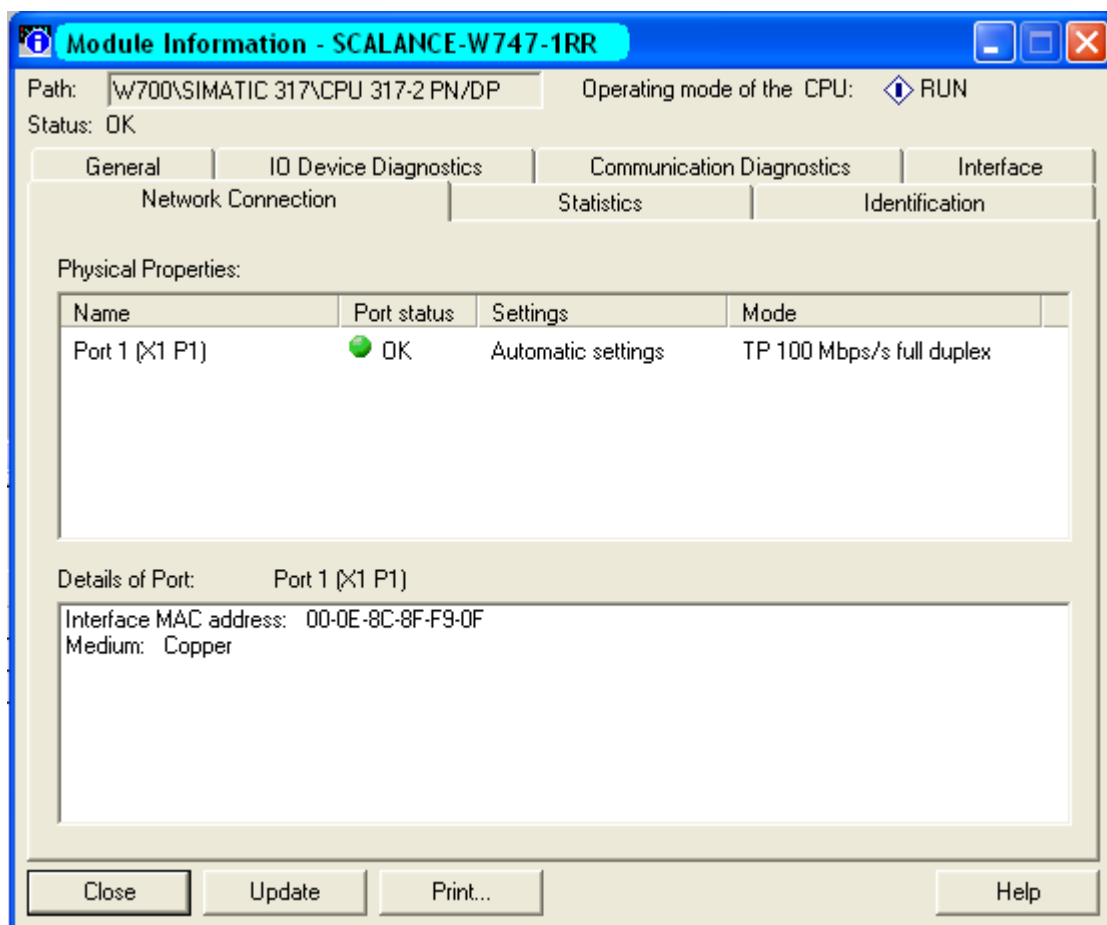 Module Information - SCALANCE-W747-1RR
Path: W700\SIMATIC 317\CPU 317-2 PN/DP Operating mode of the CPU: RUN
Status: OK
General IO Device Diagnostics Communication Diagnostics Interface
Network Connection Statistics Identification
Physical Properties:
Name Port status Settings Mode
Port 1 (X1 P1) OK Automatic settings TP 100 Mbps/s full duplex
Details of Port: Port 1 (X1 P1)
Interface MAC address: 00-0E-8C-8F-F9-0F
Medium: Copper
Close Update Print... Help